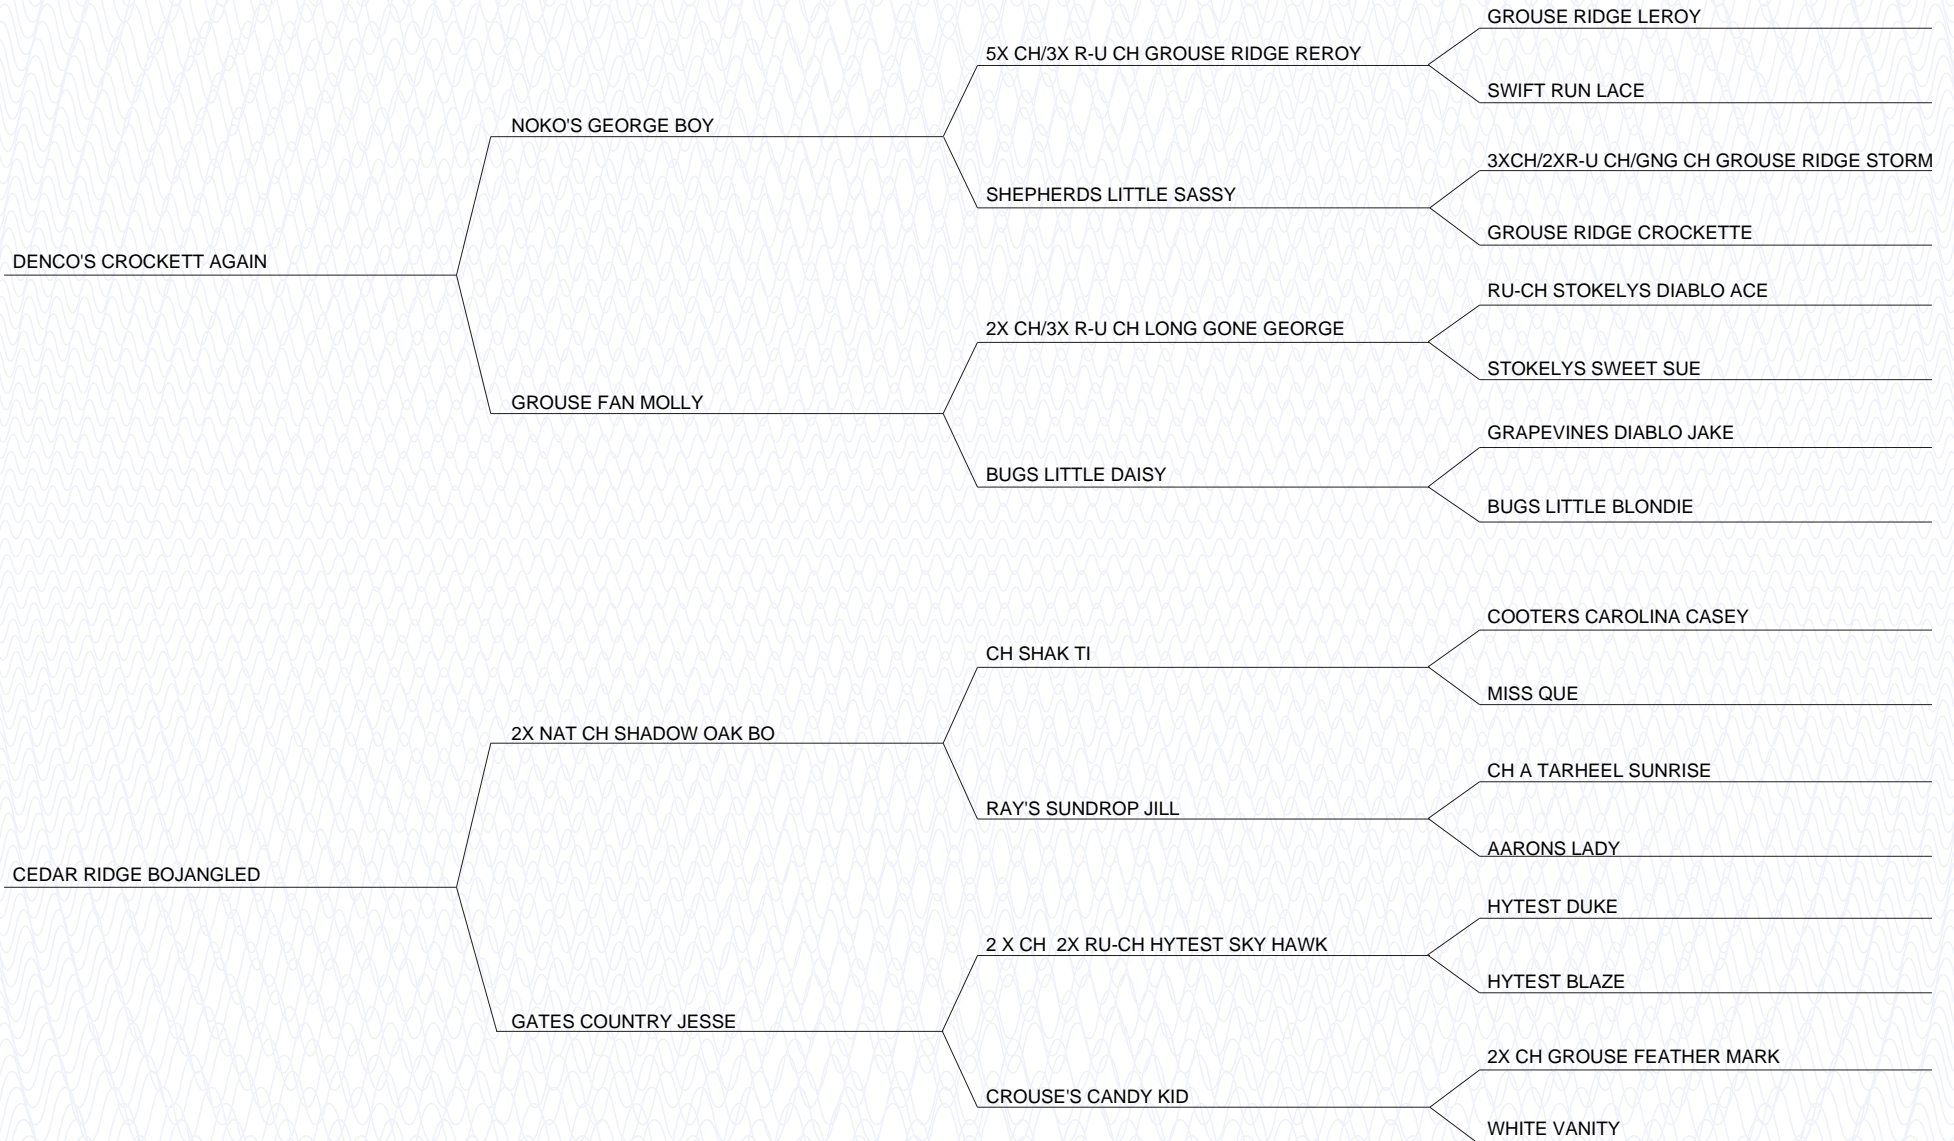 GROUSE RIDGE LEROY
5X CH/3X R-U CH GROUSE RIDGE REROY
SWIFT RUN LACE
NOKO'S GEORGE BOY
3XCH/2XR-U CH/GNG CH GROUSE RIDGE STORM
SHEPHERDS LITTLE SASSY
GROUSE RIDGE CROCKETTE
DENCO'S CROCKETT AGAIN
RU-CH STOKELYS DIABLO ACE
2X CH/3X R-U CH LONG GONE GEORGE
STOKELYS SWEET SUE
GROUSE FAN MOLLY
GRAPEVINES DIABLO JAKE
BUGS LITTLE DAISY
BUGS LITTLE BLONDIE
COOTERS CAROLINA CASEY
CH SHAK TI
MISS QUE
2X NAT CH SHADOW OAK BO
CH A TARHEEL SUNRISE
RAY'S SUNDROP JILL
AARONS LADY
CEDAR RIDGE BOJANGLED
HYTEST DUKE
2 X CH  2X RU-CH HYTEST SKY HAWK
HYTEST BLAZE
GATES COUNTRY JESSE
2X CH GROUSE FEATHER MARK
CROUSE'S CANDY KID
WHITE VANITY